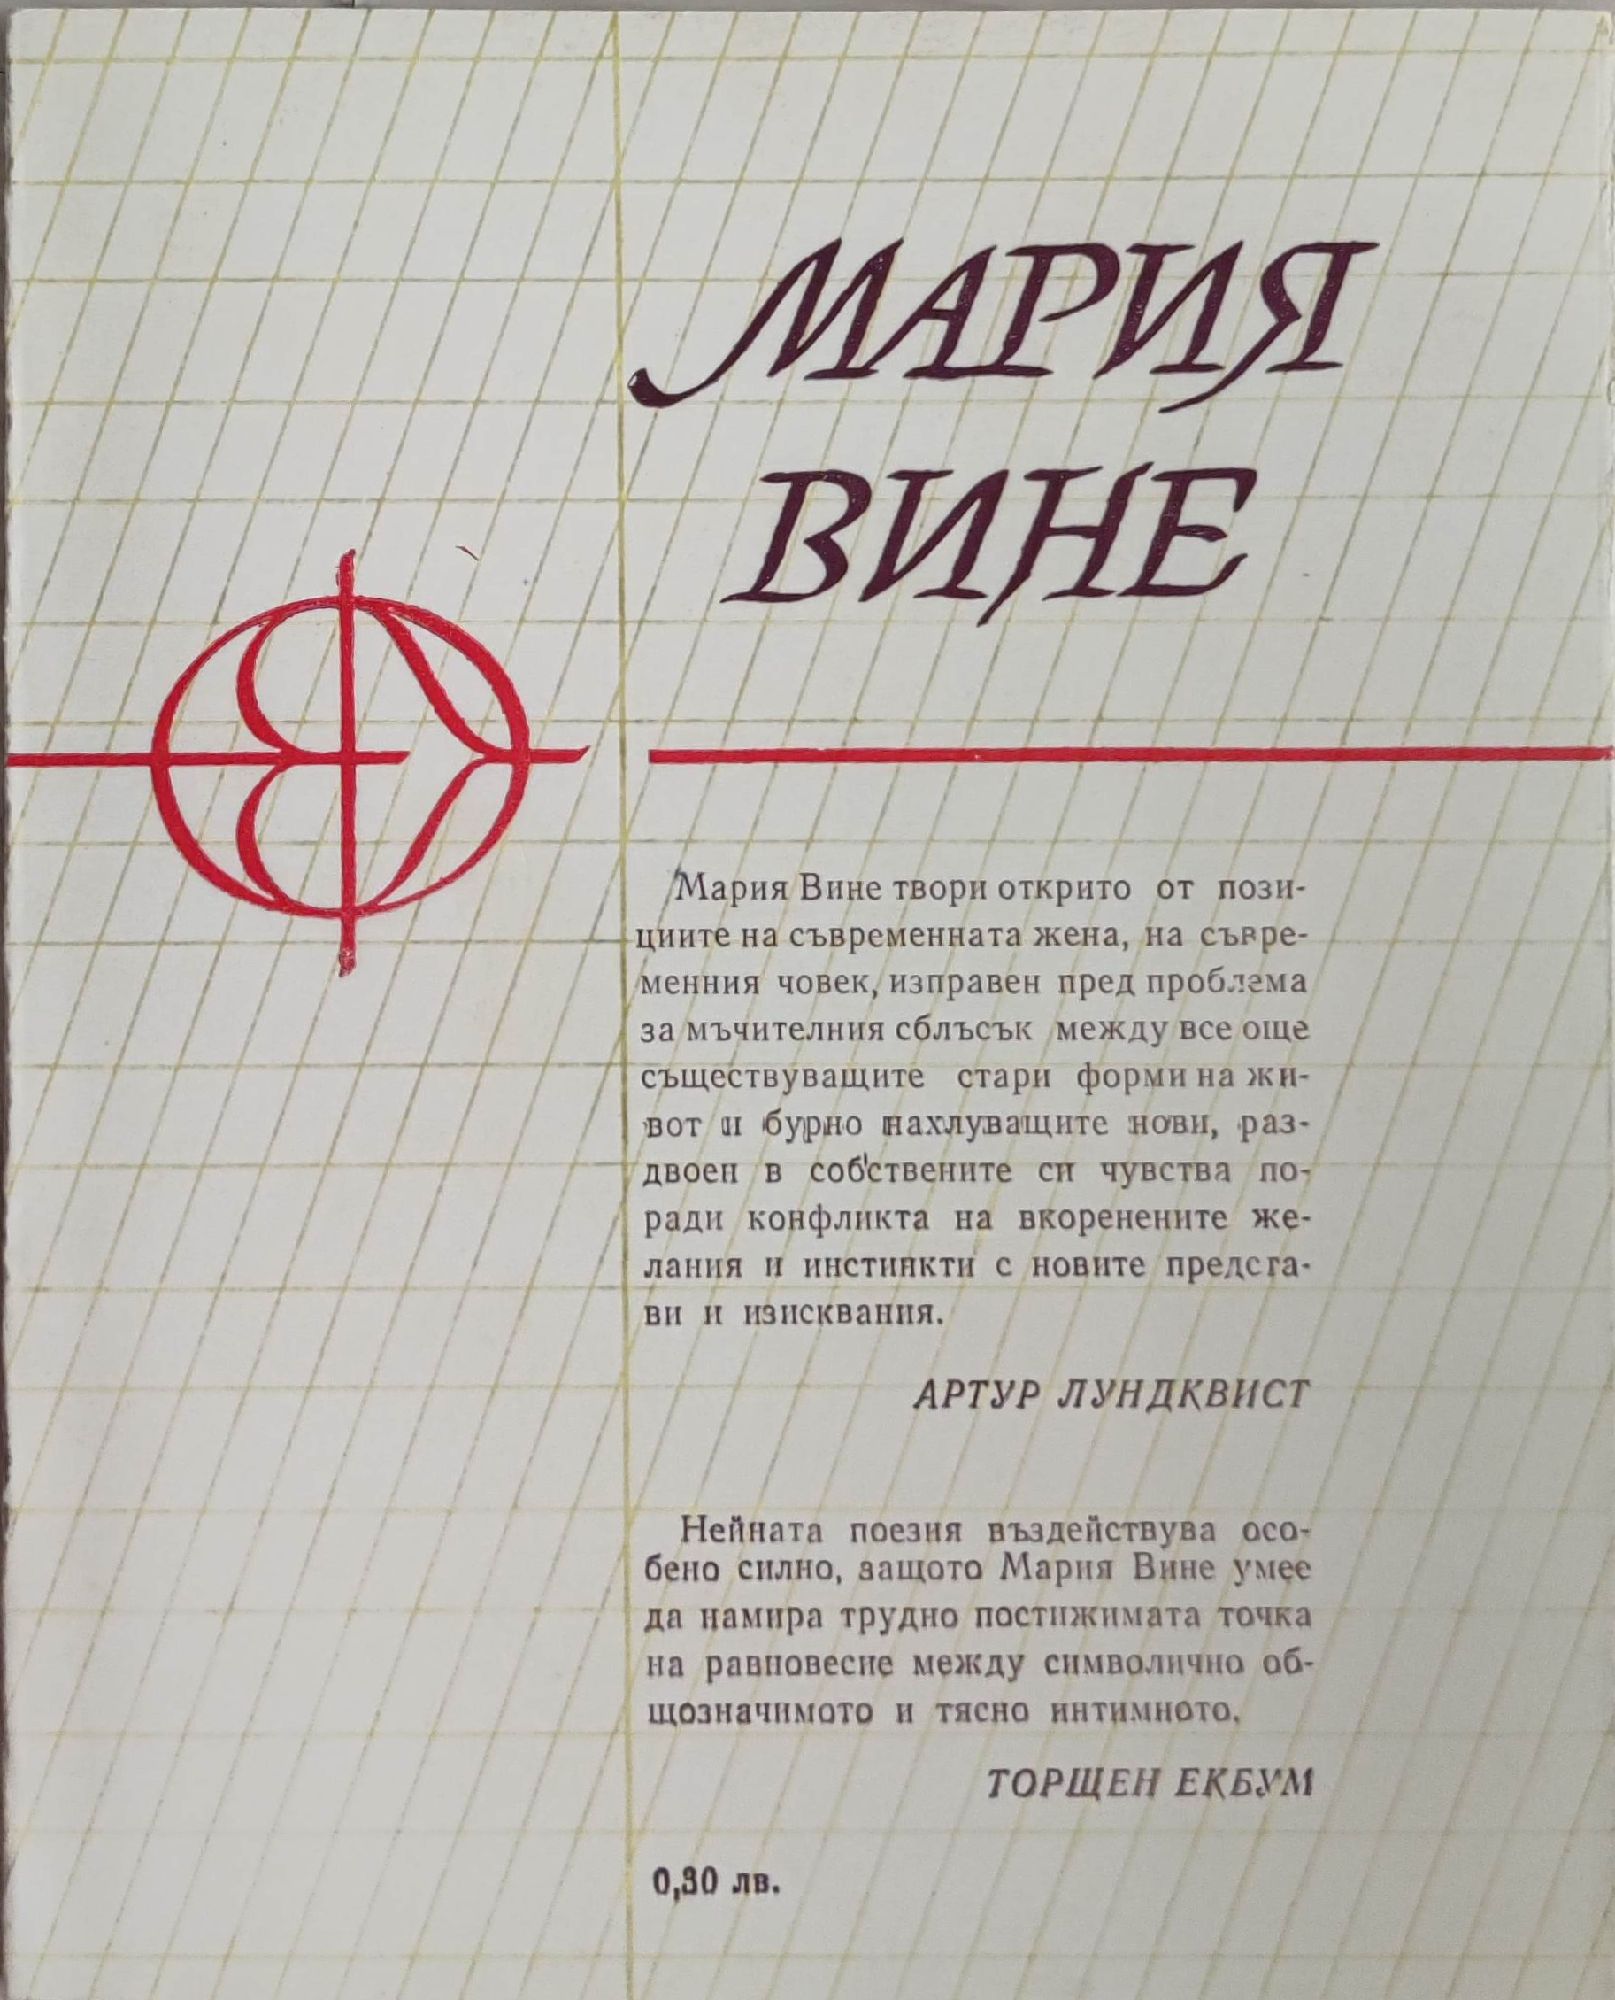 МАРИЯ
ВИНЕ
Мария Вине твори открито от пози-
циите на съвременната жена, на съвре-
менния човек, изправен пред проблема
за мъчителния сблъсък между все още
съществуващите стари форми на жи-
вот и бурно нахлуващите нови, раз-
двоен в собствените си чувства по-
ради конфликта на вкоренените же-
лания и инстинкти с новите предста-
ви и изисквания.
АРТУР ЛУНДКВИСТ
Нейната поезия въздействува осо-
бено силно, защото Мария Вине умее
да намира трудно постижимата точка
на равновесие между символично об-
щозначимото и тясно интимното.
ТОРЩЕН ЕКБУМ
0,30 лв.